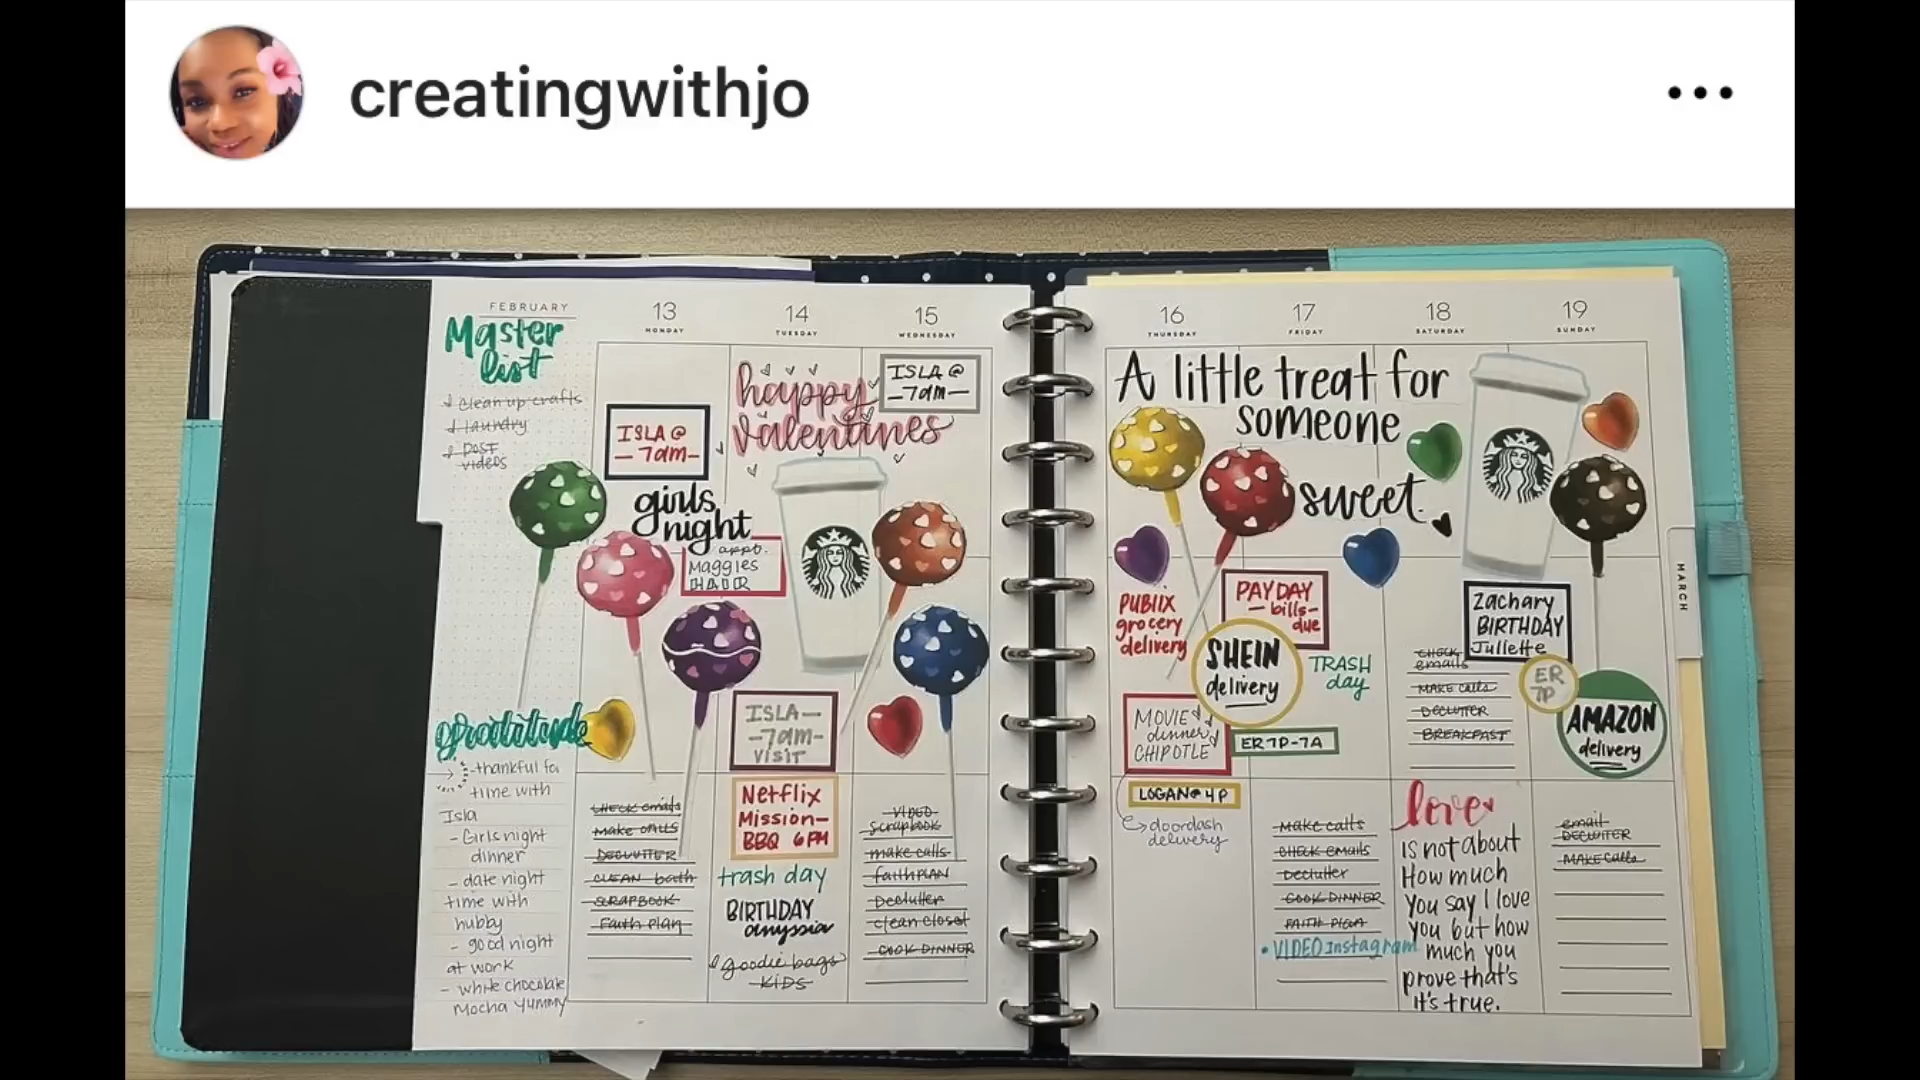 creatingwithjo
FEBRUARY
Master
list
clean up crafts
laundry
post
videos
gratitude
-thankful fo
time with
Isla
- Girls night
dinner
- date night
time with
hubby
- good night
at work
- white chocolate
Mocha YUMMY
13
MONDAY
ISLA @
-7am-
girls
night
CHECK emails
Make calls
DECLUTTER
CLEAN bath
SCRAPBOOK
Faith plan
14
TUESDAY
happy
valentines
appt.
Maggies
HAIR
ISLA-
-7am-
VISIT
Netflix
Mission-
BBQ 6PM
trash day
BIRTHDAY
anyssia
goodie bags
KIDS
15
WEDNESDAY
ISLA @
-7am-
VIDEO
scrapbook
make calls
faith PLAN
Declutter
clean closet
COOK DINNER
16
THURSDAY
A little treat for
someone
sweet.
PUBLIX
grocery
delivery
MOVIE
dinner
CHIPOTLE
LOGAN@ 4P
doordash
delivery
17
FRIDAY
PAYDAY
-bills-
due
SHEIN
delivery
TRASH
day
ER 7P-7A
Make calls
check emails
Declutter
COOK DINNER
FAITH PLAN
• VIDEO Instagram
18
SATURDAY
CHECK
emails
MAKE calls
DECLUTTER
BREAKFAST
love
is not about
How much
you say I love
you but how
much you
prove that's
it's true.
Zachary
BIRTHDAY
Juliette
ER
7P
19
SUNDAY
AMAZON
delivery
email
DECLUTTER
MAKE calls
MARCH